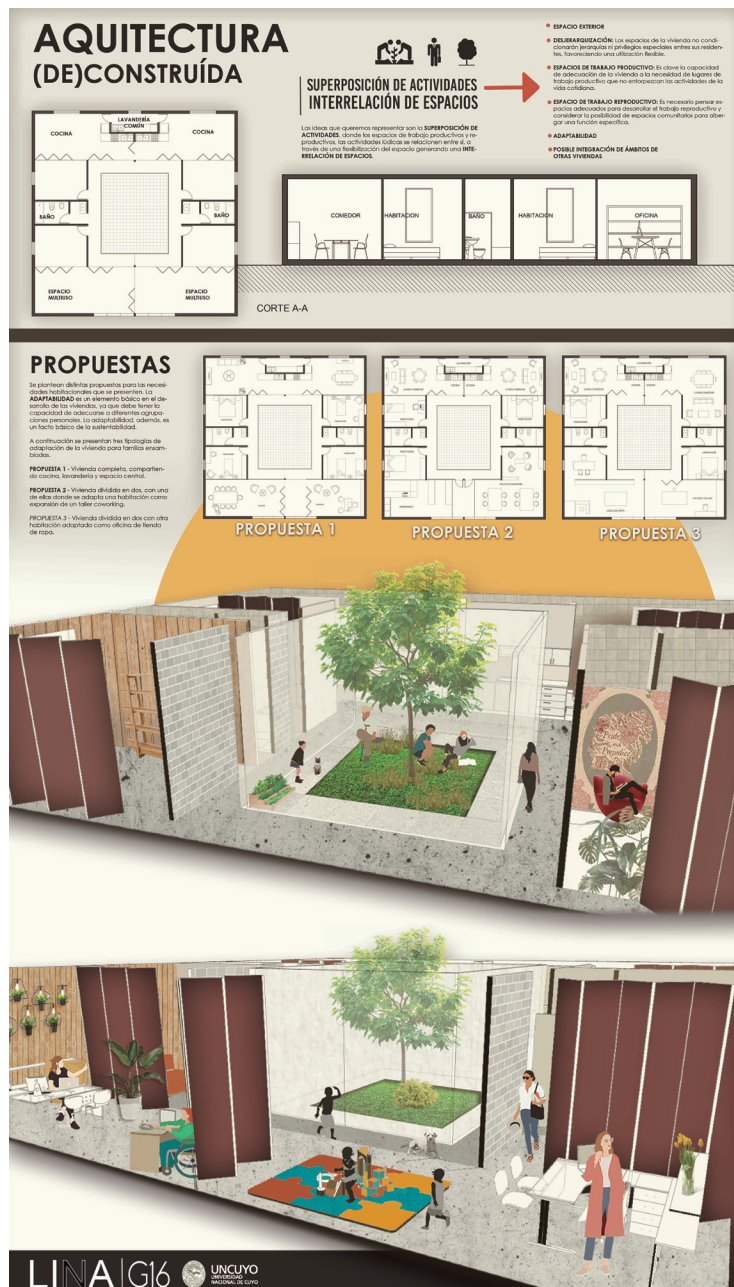 AQUITECTURA
(DE)CONSTRUÍDA
SUPERPOSICIÓN DE ACTIVIDADES
INTERRELACIÓN DE ESPACIOS
Las ideas que queremos representar son la SUPERPOSICIÓN DE
ACTIVIDADES, donde los espacios de trabajo productivos y re-
productivos, las actividades lúdicas se relacionen entre sí, a
través de una flexibilización del espacio generando una INTE-
RRELACIÓN DE ESPACIOS.
ESPACIO EXTERIOR
DESJERARQUIZACIÓN: Los espacios de la vivienda no condi-
cionarán jerarquías ni privilegios especiales entres sus residen-
tes, favoreciendo una utilización flexible.
ESPACIOS DE TRABAJO PRODUCTIVO: Es clave la capacidad
de adecuación de la vivienda a la necesidad de lugares de
trabajo productivo que no entorpezcan las actividades de la
vida cotidiana.
ESPACIO DE TRABAJO REPRODUCTIVO: Es necesario pensar es-
pacios adecuados para desarrollar el trabajo reproductivo y
considerar la posibilidad de espacios comunitarios para alber-
gar una función específica.
ADAPTABILIDAD
POSIBLE INTEGRACIÓN DE ÁMBITOS DE
OTRAS VIVIENDAS
LAVANDERÍA
COMÚN
COCINA
COCINA
BAÑO
BAÑO
ESPACIO
MULTIUSO
ESPACIO
MULTIUSO
COMEDOR
HABITACION
BAÑO
HABITACION
OFICINA
CORTE A-A
PROPUESTAS
Se plantean distintas propuestas para las necesi-
dades habitacionales que se presenten. La
ADAPTABILIDAD es un elemento básico en el de-
sarrollo de las viviendas, ya que debe tener la
capacidad de adecuarse a diferentes agrupa-
ciones personales. La adaptabilidad, además, es
un facto básico de la sustentabilidad.
A continuación se presentan tres tipologías de
adaptación de la vivienda para familias ensam-
bladas.
PROPUESTA 1 - Vivienda completa, compartien-
do cocina, lavandería y espacio central.
PROPUESTA 2 - Vivienda dividida en dos, con una
de ellas donde se adapta una habitación como
expansión de un taller coworking.
PROPUESTA 3 - Vivienda dividida en dos con otra
habitación adaptada como oficina de tienda
de ropa.
PROPUESTA 1
PROPUESTA 2
PROPUESTA 3
Pride
and
Prejudice
LINA | G16
UNCUYO
UNIVERSIDAD
NACIONAL DE CUYO